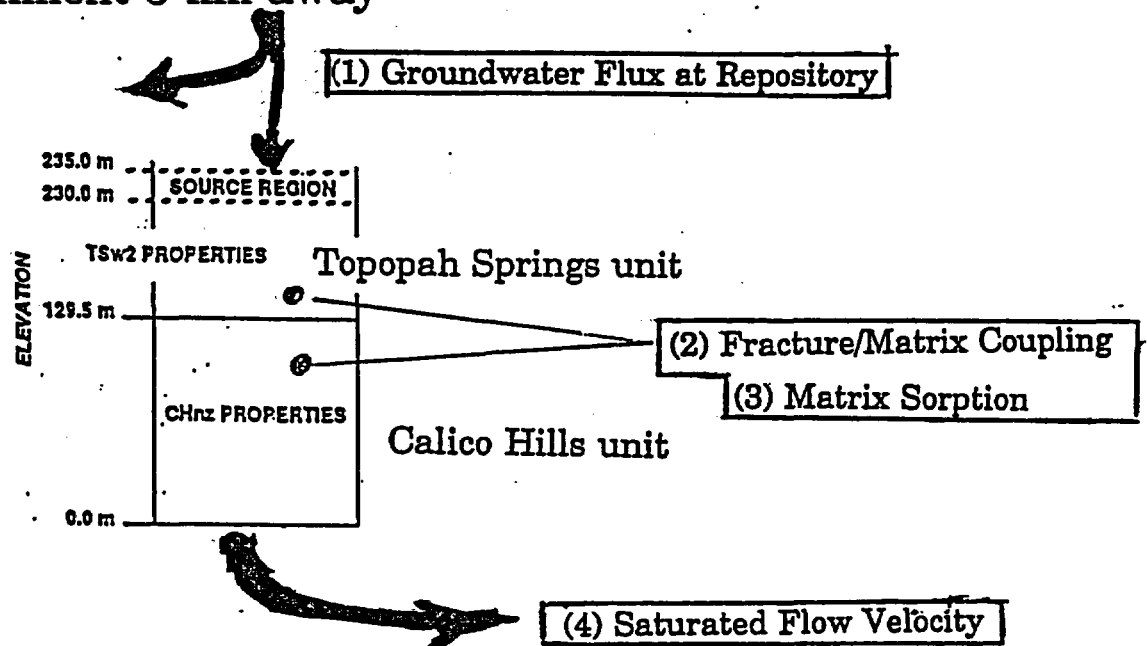 (1) Groundwater Flux at Repository
235.0 m
SOURCE REGION
230.0 m
TSw2 PROPERTIES
Topopah Springs unit
ELEVATION
129.5 m
(2) Fracture/Matrix Coupling
(3) Matrix Sorption
CHnz PROPERTIES
Calico Hills unit
0.0 m
(4) Saturated Flow Velocity